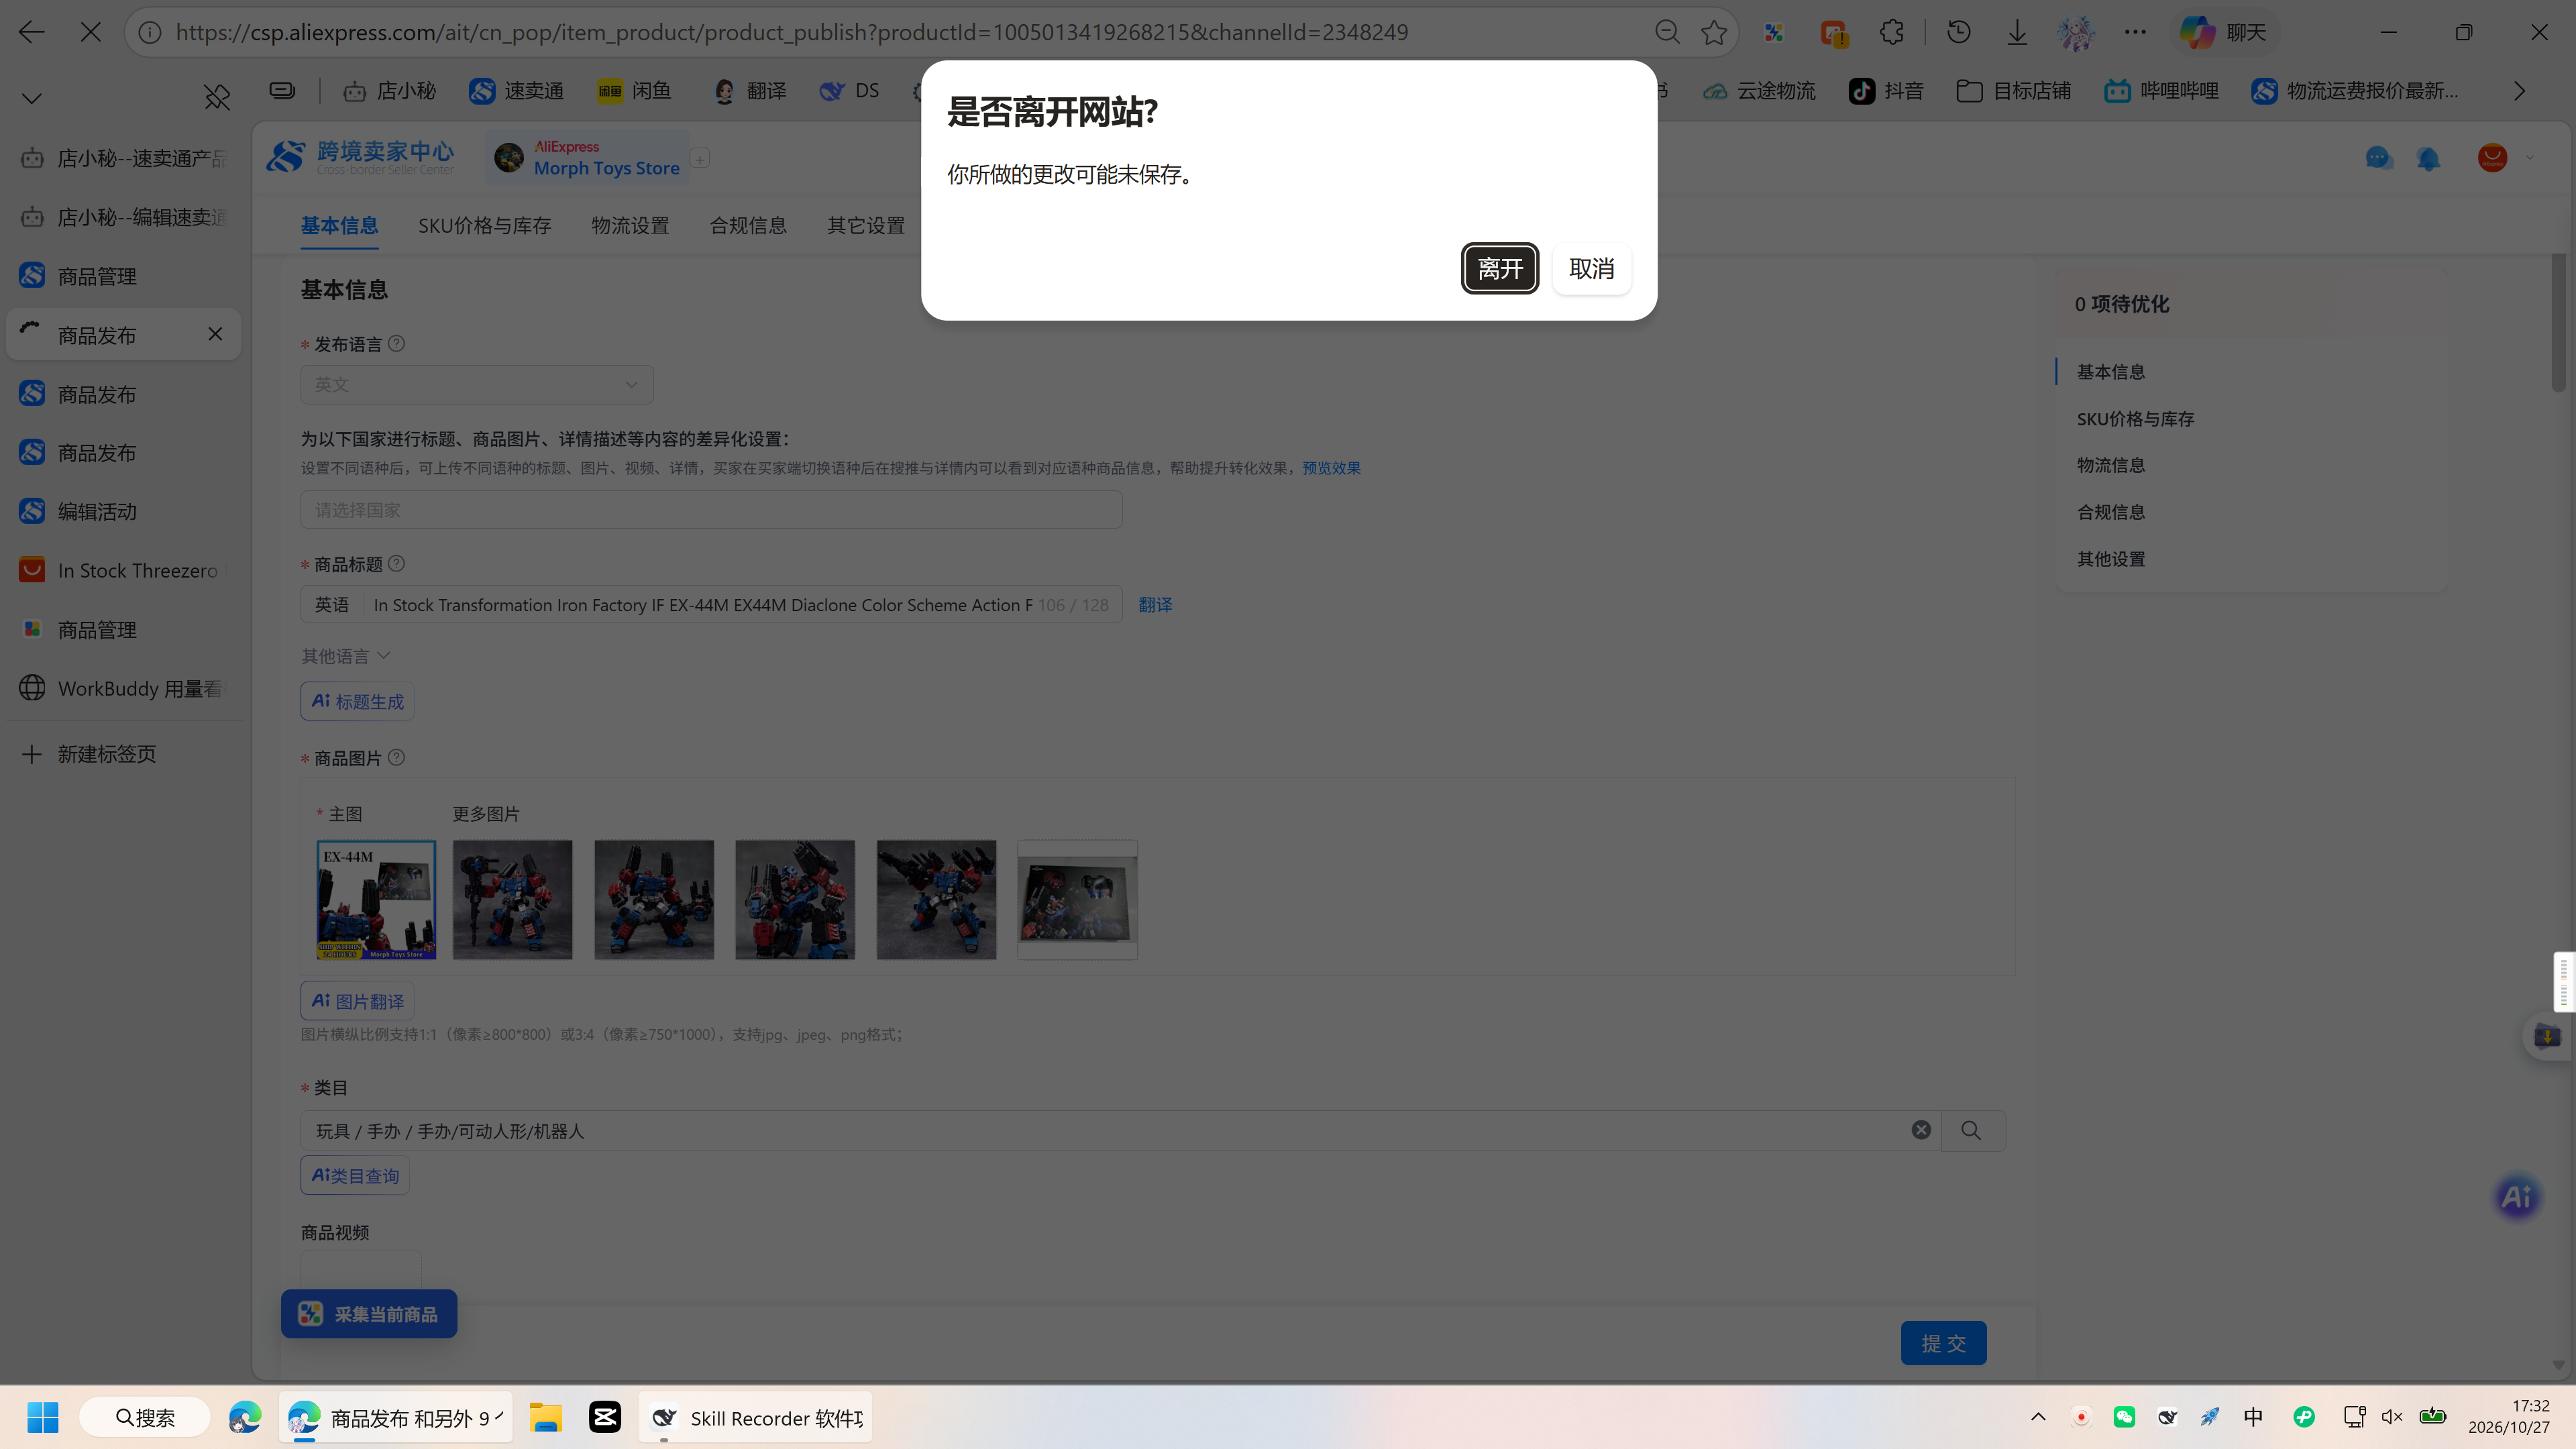 https://csp.aliexpress.com/ait/cn_pop/item_product/product_publish?productId=1005013419268215&channelId=2348249
聊天
店小秘
速卖通
闲鱼
翻译
DS
云途物流
抖音
目标店铺
哔哩哔哩
物流运费报价最新...
是否离开网站?
你所做的更改可能未保存。
离开
取消
店小秘--速卖通产品
店小秘--编辑速卖通
商品管理
商品发布
商品发布
商品发布
编辑活动
In Stock Threezero
商品管理
WorkBuddy 用量看
新建标签页
跨境卖家中心
Cross-border Seller Center
AliExpress
Morph Toys Store
基本信息
SKU价格与库存
物流设置
合规信息
其它设置
基本信息
* 发布语言
英文
为以下国家进行标题、商品图片、详情描述等内容的差异化设置：
设置不同语种后，可上传不同语种的标题、图片、视频、详情，买家在买家端切换语种后在搜推与详情内可以看到对应语种商品信息，帮助提升转化效果，预览效果
请选择国家
* 商品标题
英语 In Stock Transformation Iron Factory IF EX-44M EX44M Diaclone Color Scheme Action F 106 / 128 翻译
其他语言
Ai 标题生成
* 商品图片
* 主图
更多图片
EX-44M
SHIP WITHIN
24 HOURS
Morph Toys Store
Ai 图片翻译
图片横纵比例支持1:1（像素≥800*800）或3:4（像素≥750*1000），支持jpg、jpeg、png格式；
* 类目
玩具 / 手办 / 手办/可动人形/机器人
Ai类目查询
商品视频
采集当前商品
提 交
0 项待优化
基本信息
SKU价格与库存
物流信息
合规信息
其他设置
Ai
搜索
商品发布 和另外 9
Skill Recorder 软件
中
17:32
2026/10/27